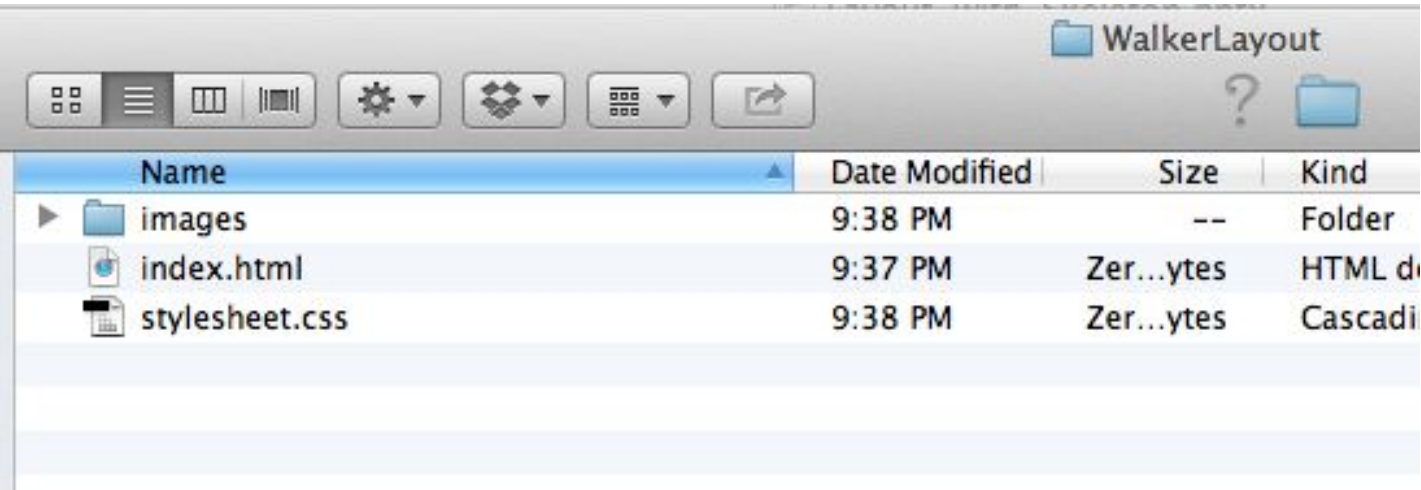 WalkerLayout
?
Name Date Modified Size Kind
images 9:38 PM -- Folder
index.html 9:37 PM Zer...ytes HTML
stylesheet.css 9:38 PM Zer...ytes